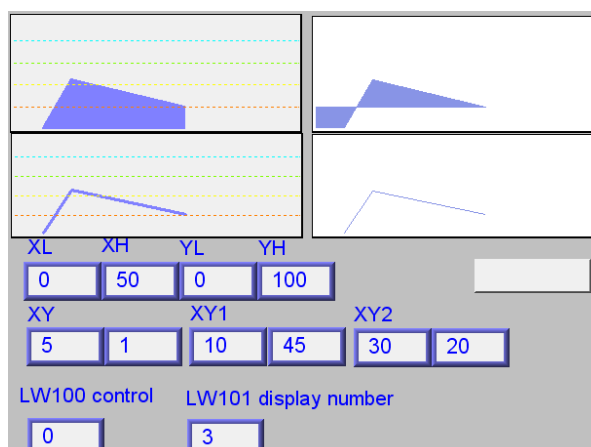 XL XH YL YH
0 50 0 100
XY XY1 XY2
5 1 10 45 30 20
LW100 control LW101 display number
0 3